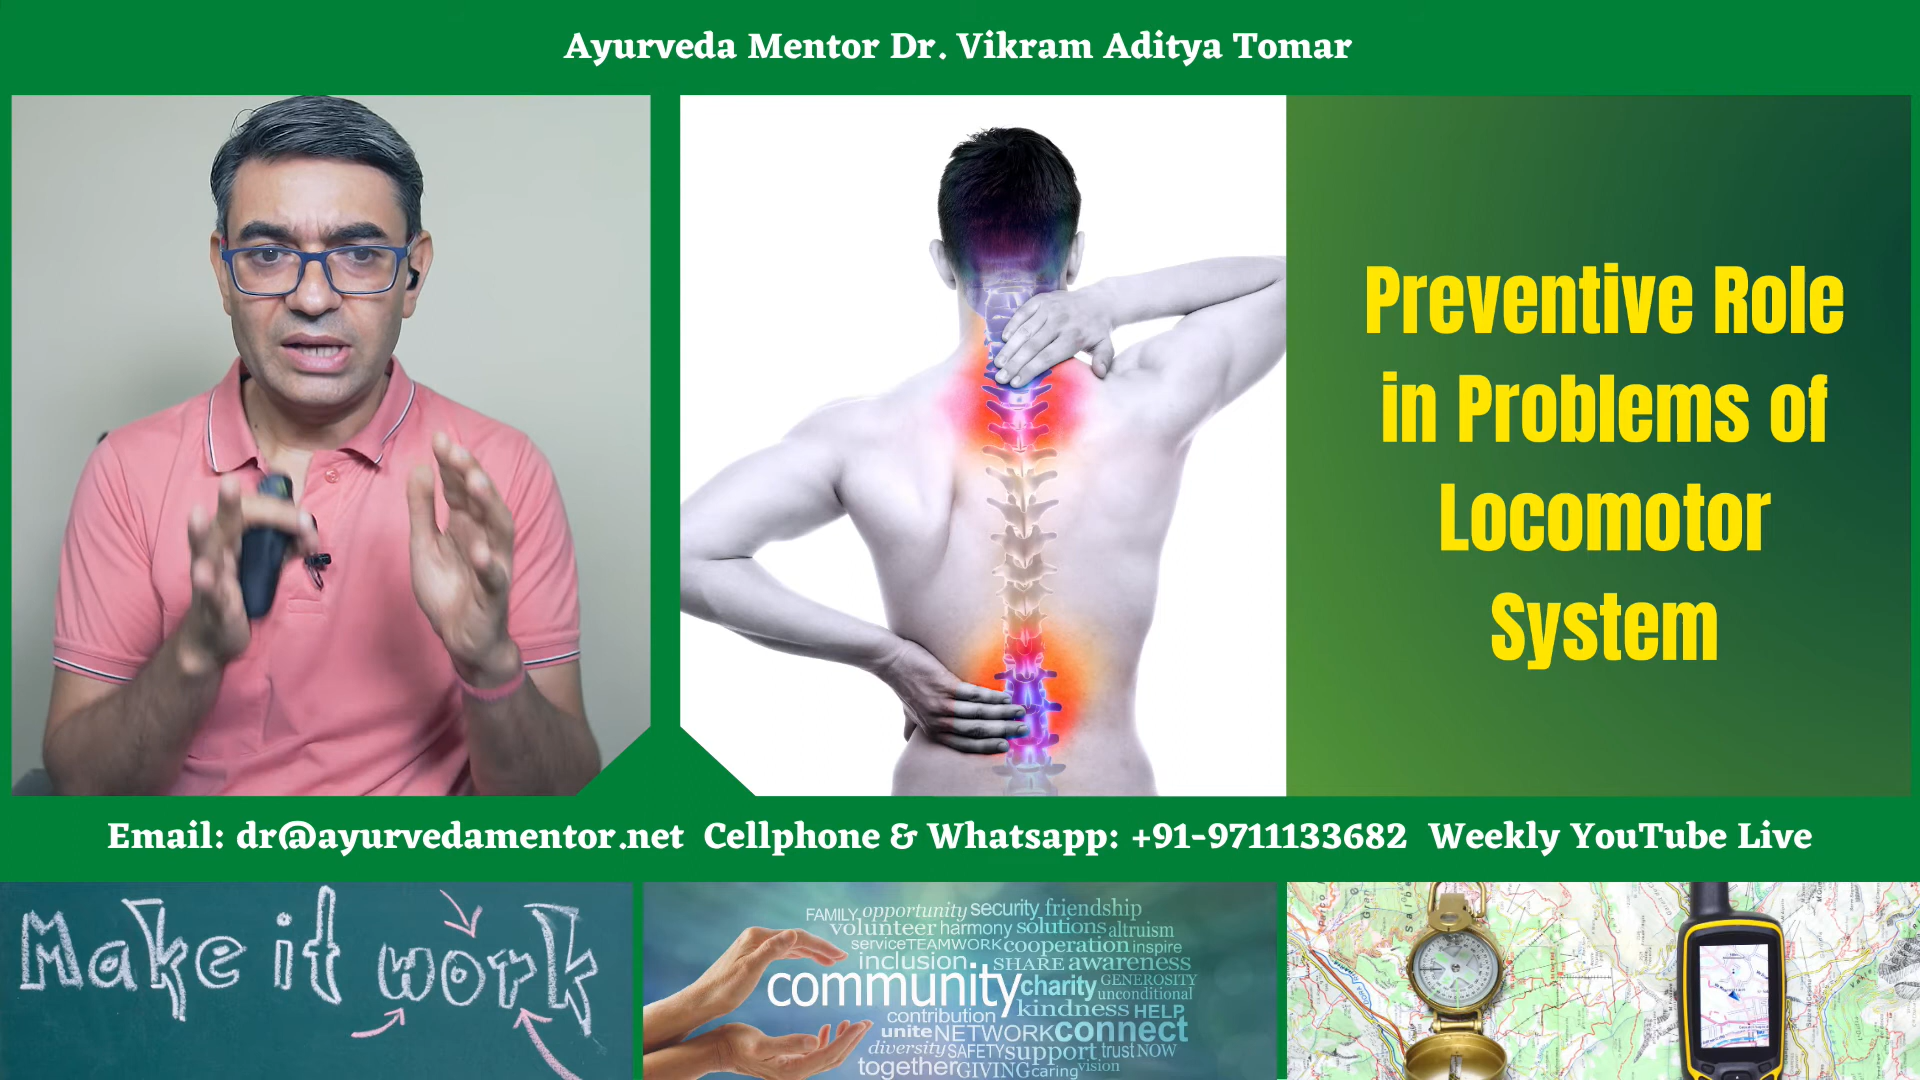 Ayurveda Mentor Dr. Vikram Aditya Tomar
Preventive Role
in Problems of
Locomotor
System
Email: dr@ayurvedamentor.net Cellphone & Whatsapp: +91-9711133682 Weekly YouTube Live
Make it work
FAMILY opportunity security friendship
volunteer harmony solutions altruism
service TEAMWORK cooperation inspire
inclusion SHARE awareness
community charity GENEROSITY
unconditional
contribution kindness HELP
unite NETWORK connect
diversity SAFETY support trust NOW
together GIVING caring vision